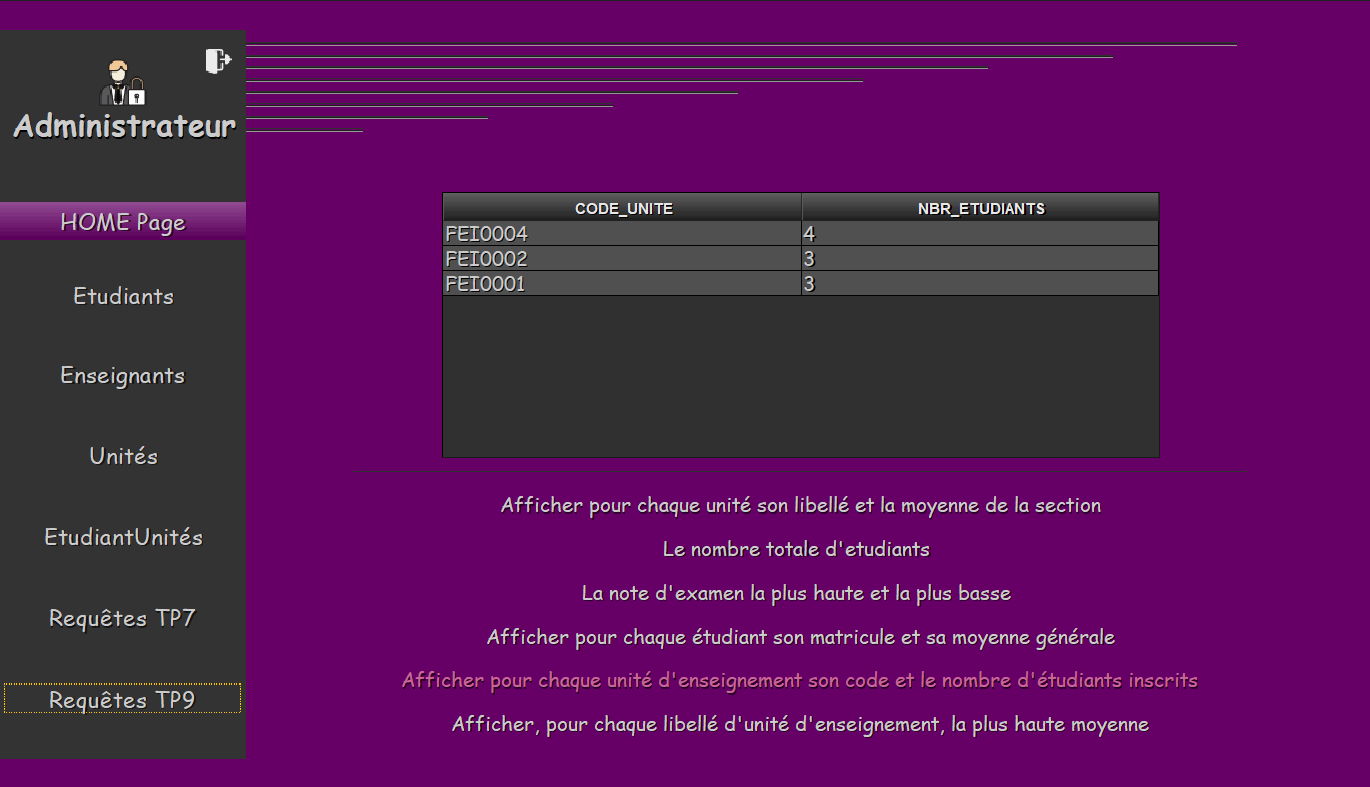 Administrateur
HOME Page
Etudiants
Enseignants
Unités
EtudiantUnités
Requêtes TP7
Requêtes TP9
CODE_UNITE NBR_ETUDIANTS
FEI0004 4
FEI0002 3
FEI0001 3
Afficher pour chaque unité son libellé et la moyenne de la section
Le nombre totale d'etudiants
La note d'examen la plus haute et la plus basse
Afficher pour chaque étudiant son matricule et sa moyenne générale
Afficher pour chaque unité d'enseignement son code et le nombre d'étudiants inscrits
Afficher, pour chaque libellé d'unité d'enseignement, la plus haute moyenne